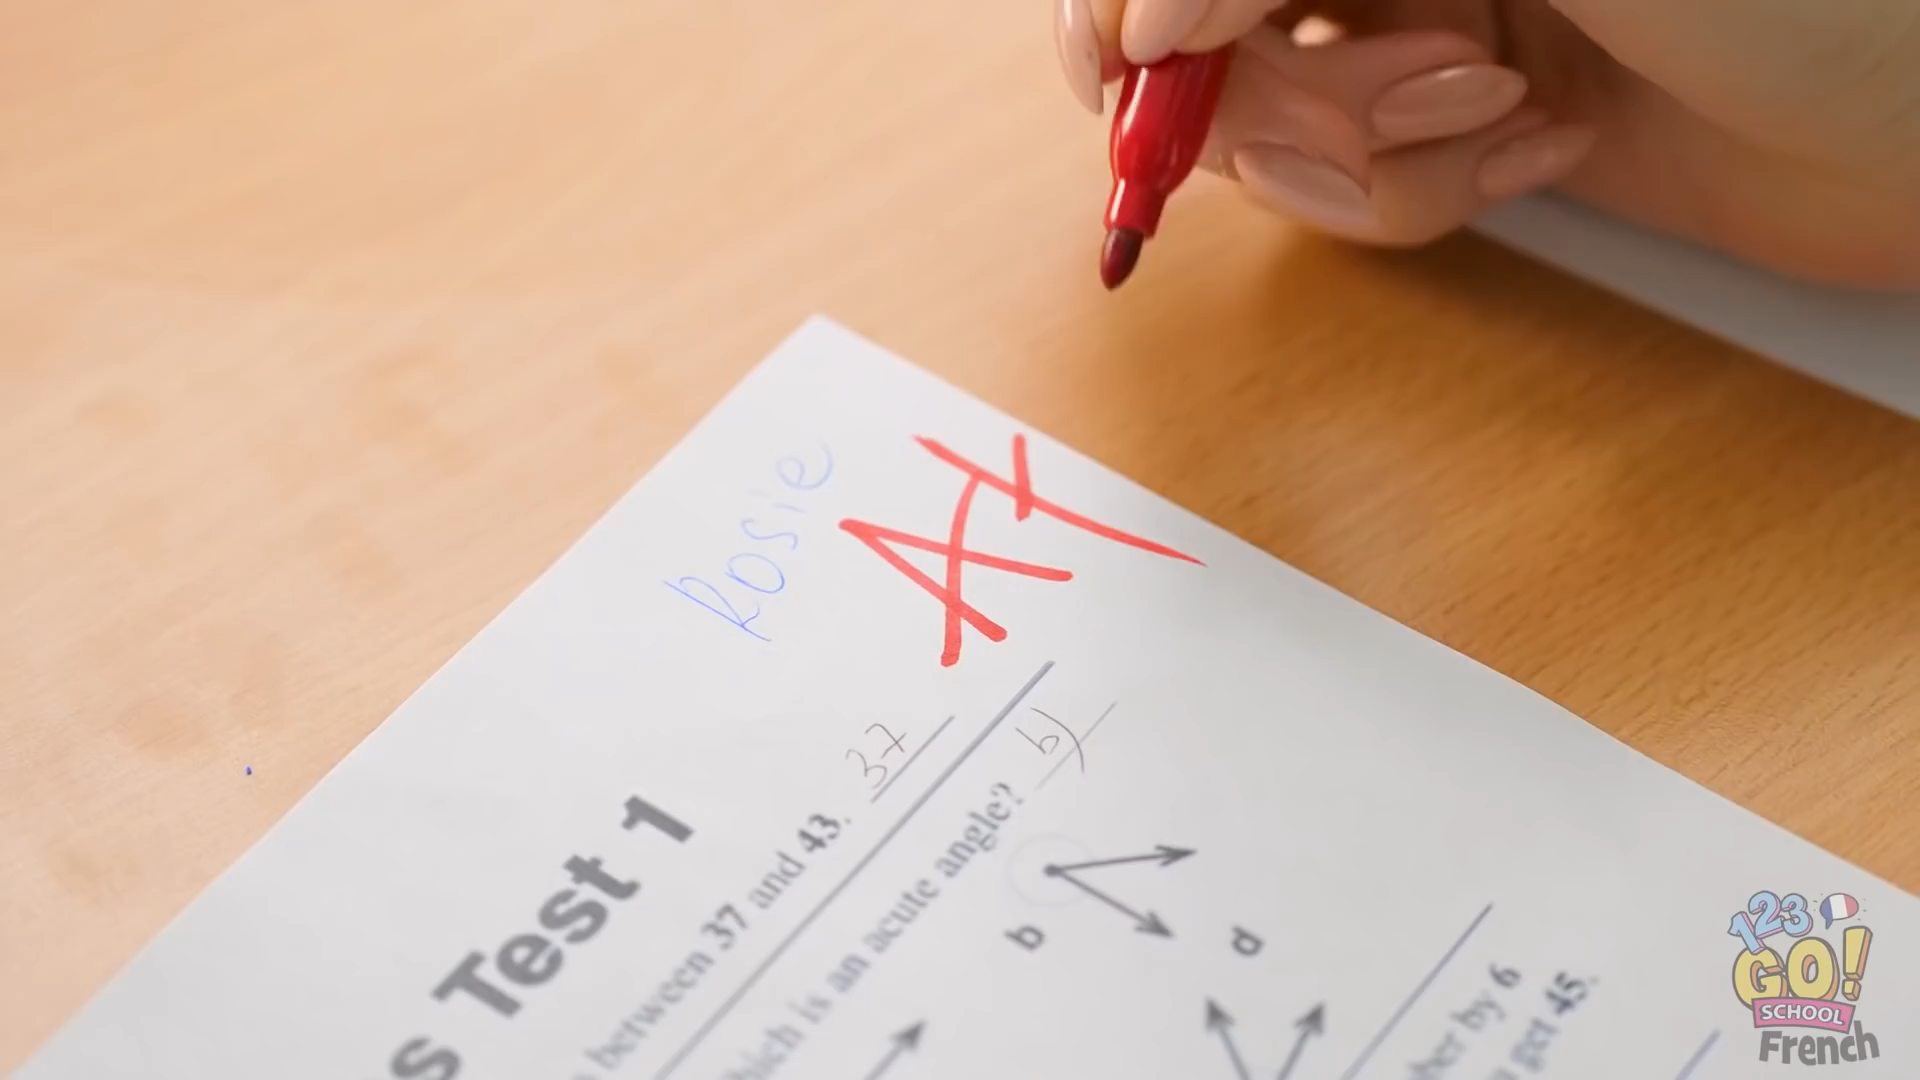 Rosie
A+
s Test 1
between 37 and 43. 37
which is an acute angle? b)
b
d
by 6
get 45.
123
GO!
SCHOOL
French